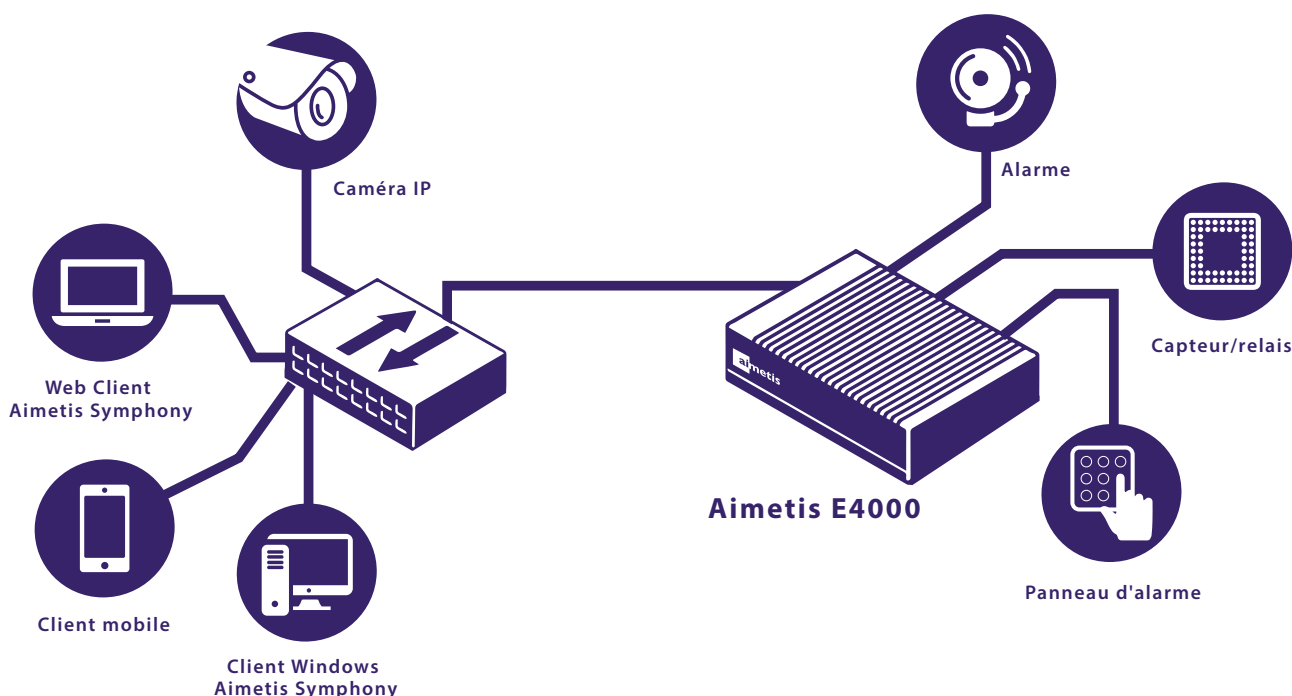 Caméra IP
Alarme
Web Client
Aimetis Symphony
aimetis
Capteur/relais
Aimetis E4000
Client mobile
Panneau d'alarme
Client Windows
Aimetis Symphony